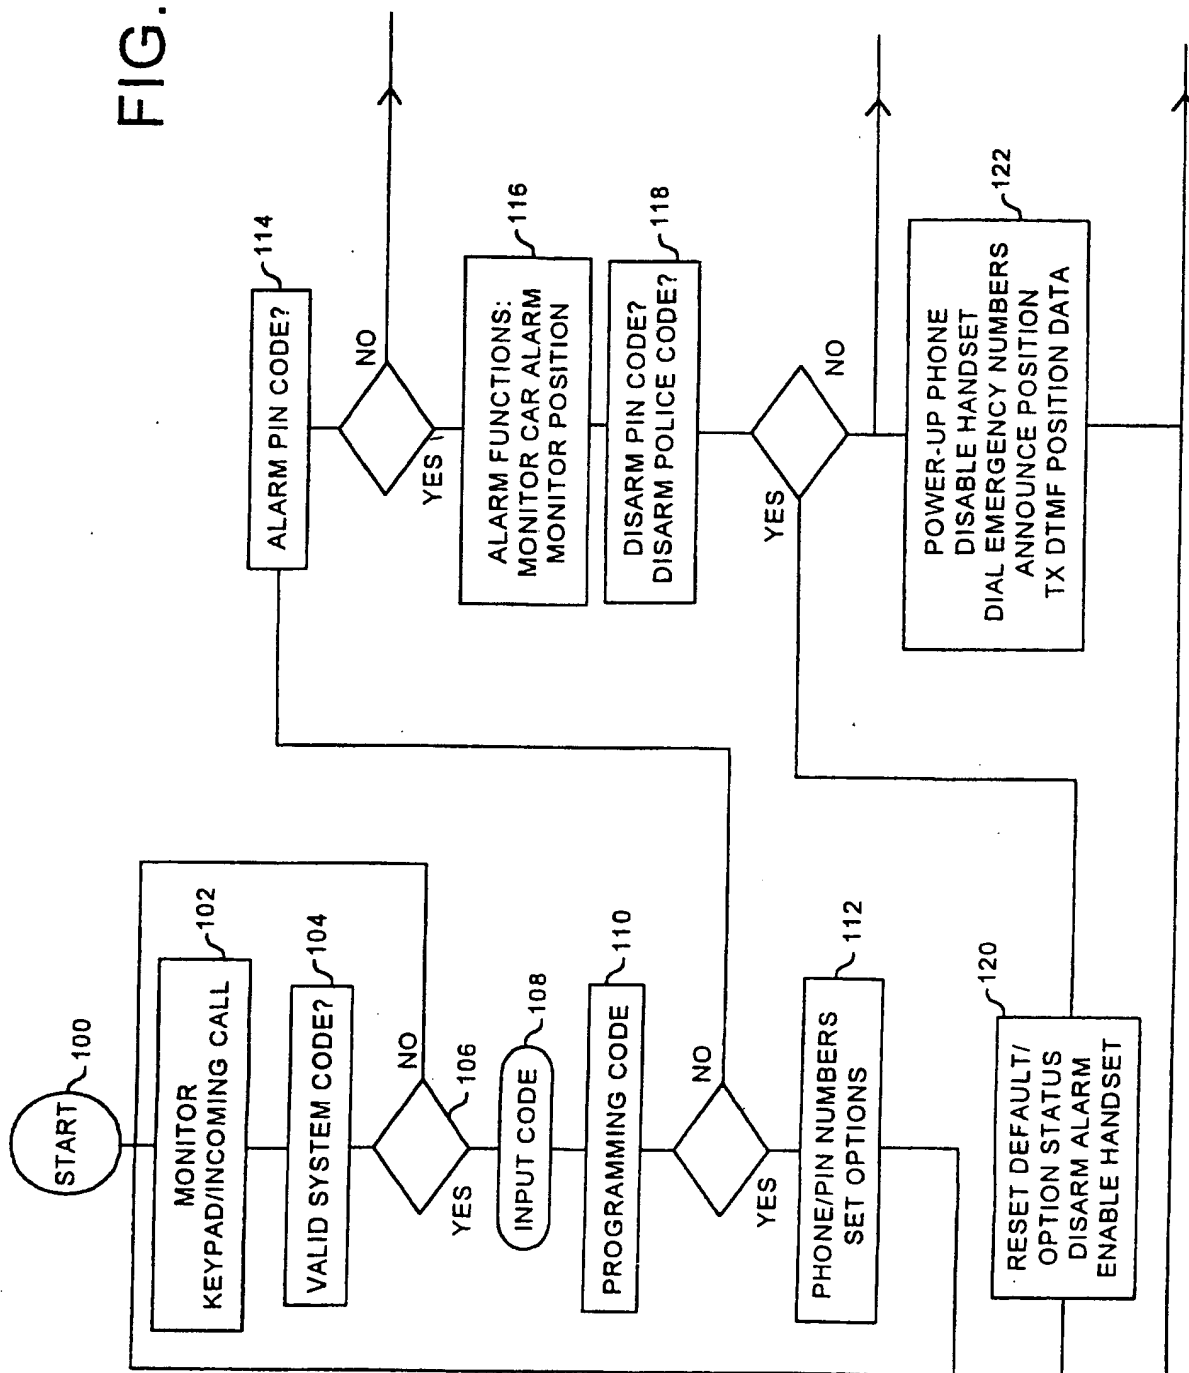 FIG.
START
100
MONITOR
KEYPAD/INCOMING CALL
102
VALID SYSTEM CODE?
104
NO
106
YES
INPUT CODE
108
PROGRAMMING CODE
110
NO
YES
PHONE/PIN NUMBERS
SET OPTIONS
112
ALARM PIN CODE?
114
NO
YES
ALARM FUNCTIONS:
MONITOR CAR ALARM
MONITOR POSITION
116
DISARM PIN CODE?
DISARM POLICE CODE?
118
YES
NO
RESET DEFAULT/
OPTION STATUS
DISARM ALARM
ENABLE HANDSET
120
POWER-UP PHONE
DISABLE HANDSET
DIAL EMERGENCY NUMBERS
ANNOUNCE POSITION
TX DTMF POSITION DATA
122